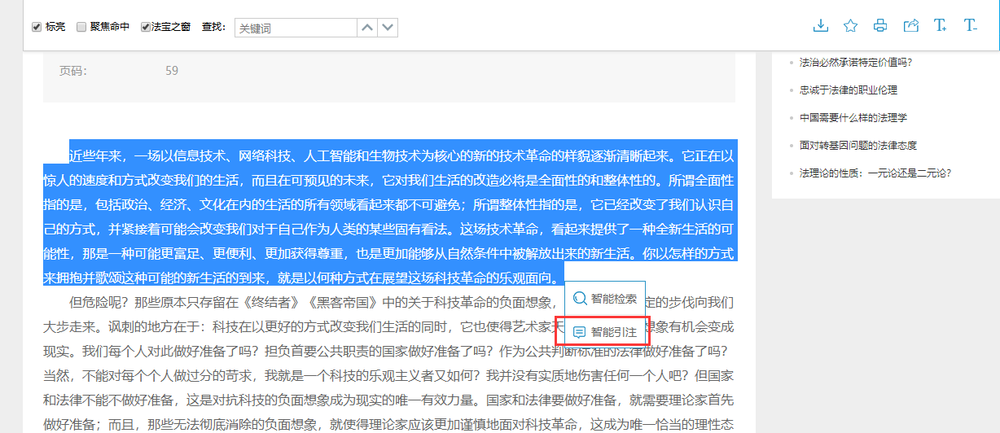 标亮 聚焦命中 法宝之窗 查找： 关键词
T+ T-
页码： 59
近些年来，一场以信息技术、网络科技、人工智能和生物技术为核心的新的技术革命的样貌逐渐清晰起来。它正在以
惊人的速度和方式改变我们的生活，而且在可预见的未来，它对我们生活的改造必将是全面性的和整体性的。所谓全面性
指的是，包括政治、经济、文化在内的生活的所有领域看起来都不可避免；所谓整体性指的是，它已经改变了我们认识自
己的方式，并紧接着可能会改变我们对于自己作为人类的某些固有看法。这场技术革命，看起来提供了一种全新生活的可
能性，那是一种可能更富足、更便利、更加获得尊重，也是更加能够从自然条件中被解放出来的新生活。你以怎样的方式
来拥抱并歌颂这种可能的新生活的到来，就是以何种方式在展望这场科技革命的乐观面向。
智能检索
智能引注
但危险呢？那些原本只存留在《终结者》《黑客帝国》中的关于科技革命的负面想象， 定的步伐向我们
大步走来。讽刺的地方在于：科技在以更好的方式改变我们生活的同时，它也使得艺术家天 想象有机会变成
现实。我们每个人对此做好准备了吗？担负首要公共职责的国家做好准备了吗？作为公共判断标准的法律做好准备了吗？
当然，不能对每个个人做过分的苛求，我就是一个科技的乐观主义者又如何？我并没有实质地伤害任何一个人吧？但国家
和法律不能不做好准备，这是对抗科技的负面想象成为现实的唯一有效力量。国家和法律要做好准备，就需要理论家首先
做好准备；而且，那些无法彻底消除的负面想象，就使得理论家应该更加谨慎地面对科技革命，这成为唯一恰当的理性态
法治必然承诺特定价值吗？
忠诚于法律的职业伦理
中国需要什么样的法理学
面对转基因问题的法律态度
法理论的性质：一元论还是二元论？